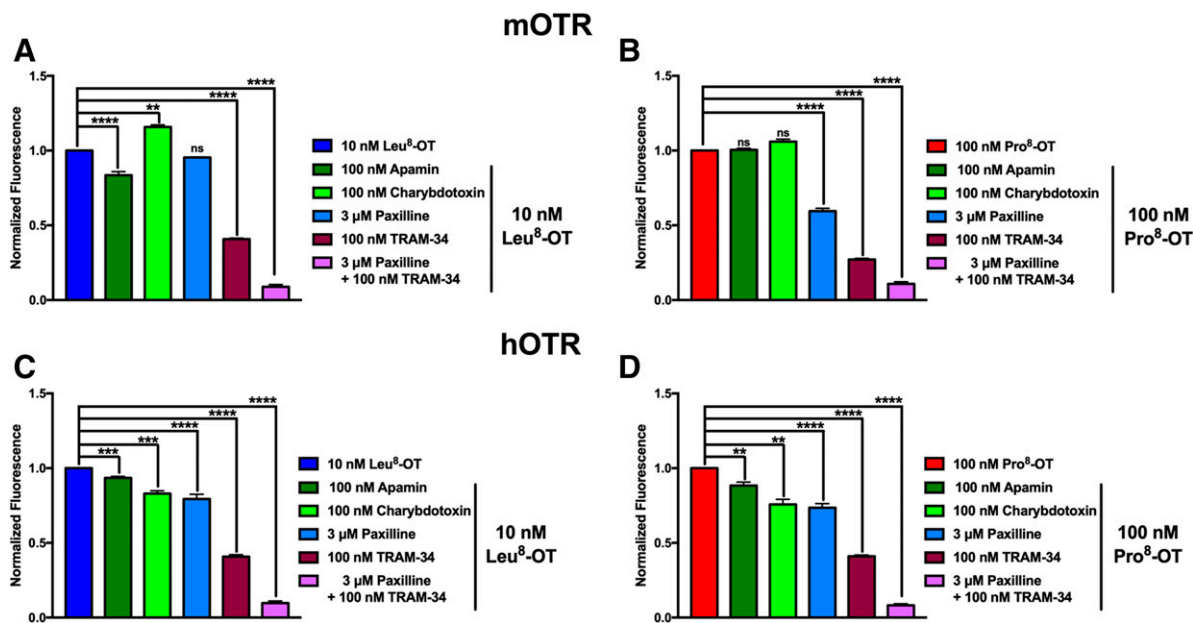 mOTR
A
Normalized Fluorescence
1.5
1.0
0.5
0.0
****
**
ns
****
****
10 nM Leu⁸-OT
100 nM Apamin
100 nM Charybdotoxin
3 µM Paxilline
100 nM TRAM-34
3 µM Paxilline
+ 100 nM TRAM-34
10 nM
Leu⁸-OT
B
Normalized Fluorescence
1.5
1.0
0.5
0.0
ns
ns
****
****
****
100 nM Pro⁸-OT
100 nM Apamin
100 nM Charybdotoxin
3 µM Paxilline
100 nM TRAM-34
3 µM Paxilline
+ 100 nM TRAM-34
100 nM
Pro⁸-OT
hOTR
C
Normalized Fluorescence
1.5
1.0
0.5
0.0
***
***
****
****
****
10 nM Leu⁸-OT
100 nM Apamin
100 nM Charybdotoxin
3 µM Paxilline
100 nM TRAM-34
3 µM Paxilline
+ 100 nM TRAM-34
10 nM
Leu⁸-OT
D
Normalized Fluorescence
1.5
1.0
0.5
0.0
**
**
****
****
****
100 nM Pro⁸-OT
100 nM Apamin
100 nM Charybdotoxin
3 µM Paxilline
100 nM TRAM-34
3 µM Paxilline
+ 100 nM TRAM-34
100 nM
Pro⁸-OT